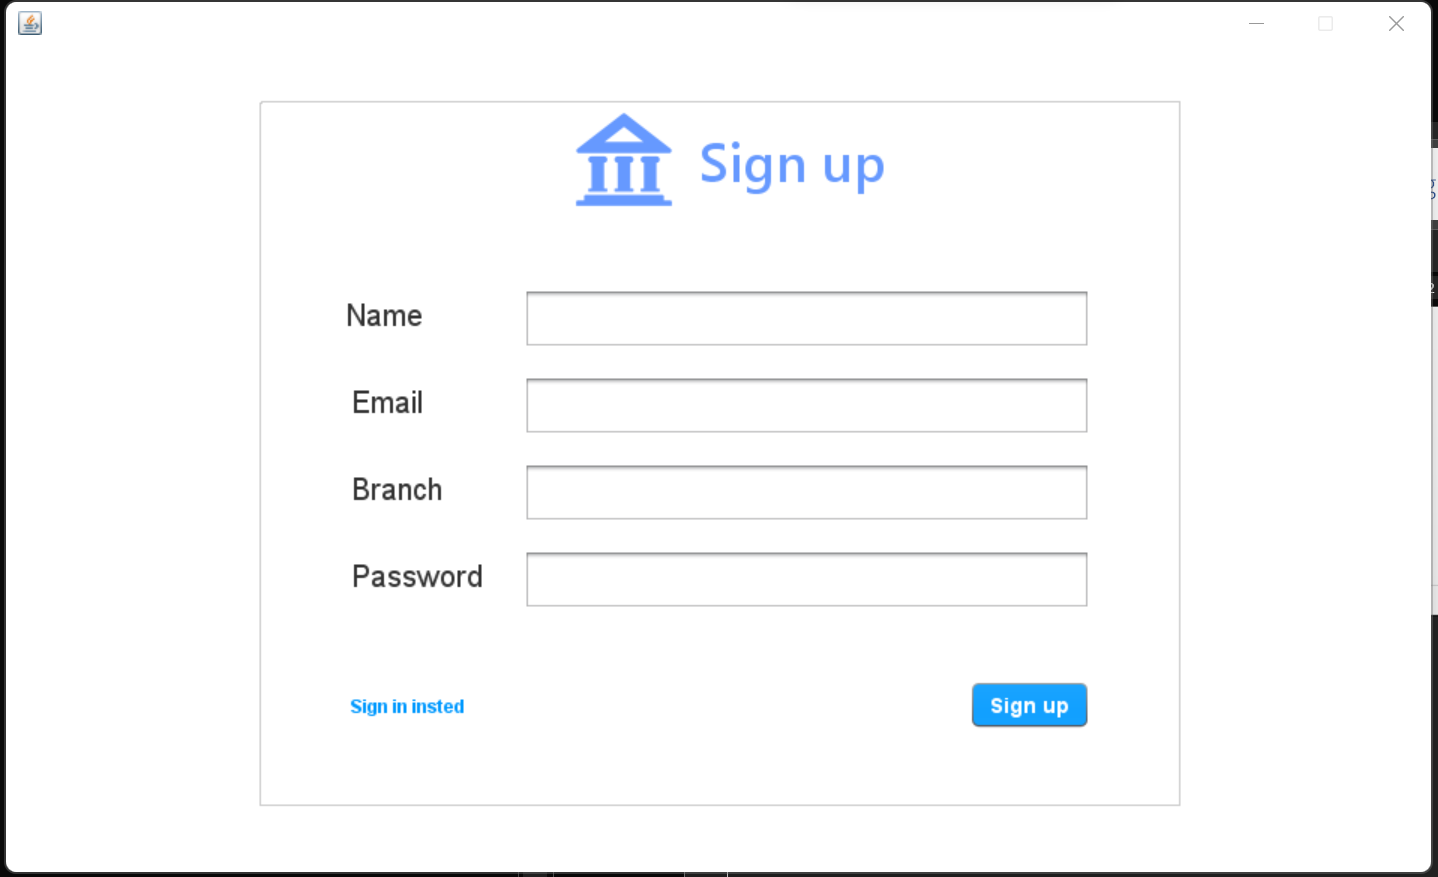 Sign up
Name
Email
Branch
Password
Sign in insted
Sign up